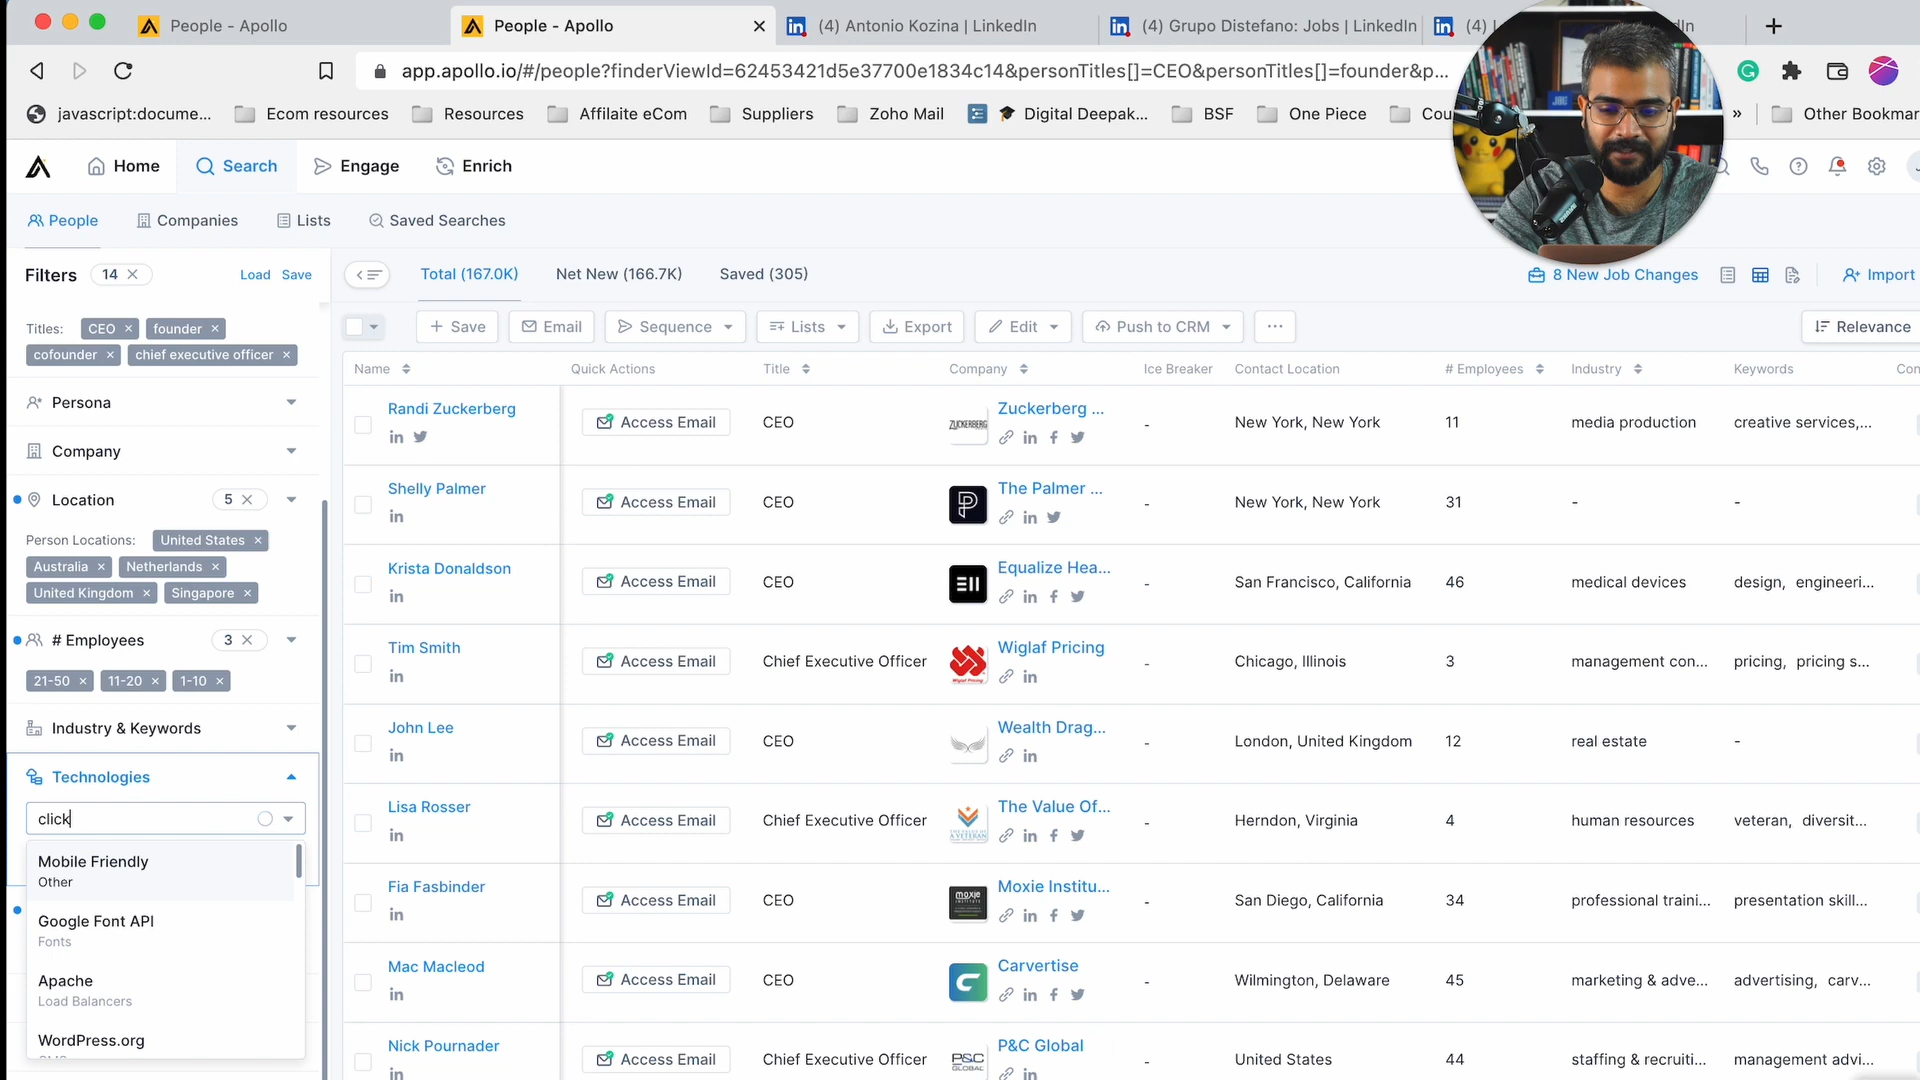 People - Apollo
People - Apollo
(4) Antonio Kozina | LinkedIn
(4) Grupo Distefano: Jobs | LinkedIn
app.apollo.io/#/people?finderViewId=62453421d5e37700e1834c14&personTitles[]=CEO&personTitles[]=founder&p...
javascript:docume...
Ecom resources
Resources
Affilaite eCom
Suppliers
Zoho Mail
Digital Deepak...
BSF
One Piece
Cou
»
Other Bookmar
Home
Search
Engage
Enrich
People
Companies
Lists
Saved Searches
Filters
14
Load
Save
Total (167.0K)
Net New (166.7K)
Saved (305)
8 New Job Changes
Import
Titles:
CEO
founder
cofounder
chief executive officer
Save
Email
Sequence
Lists
Export
Edit
Push to CRM
Relevance
Persona
Company
Location
5
Person Locations:
United States
Australia
Netherlands
United Kingdom
Singapore
# Employees
3
21-50
11-20
1-10
Industry & Keywords
Technologies
click
Mobile Friendly
Other
Google Font API
Fonts
Apache
Load Balancers
WordPress.org
Name
Quick Actions
Title
Company
Ice Breaker
Contact Location
# Employees
Industry
Keywords
Con
Randi Zuckerberg
Access Email
CEO
ZUCKERBERG
Zuckerberg ...
-
New York, New York
11
media production
creative services,...
Shelly Palmer
Access Email
CEO
The Palmer ...
-
New York, New York
31
-
-
Krista Donaldson
Access Email
CEO
Equalize Hea...
-
San Francisco, California
46
medical devices
design, engineeri...
Tim Smith
Access Email
Chief Executive Officer
Wiglaf Pricing
Wiglaf Pricing
-
Chicago, Illinois
3
management con...
pricing, pricing s...
John Lee
Access Email
CEO
Wealth Drag...
-
London, United Kingdom
12
real estate
-
Lisa Rosser
Access Email
Chief Executive Officer
The Value Of...
-
Herndon, Virginia
4
human resources
veteran, diversit...
Fia Fasbinder
Access Email
CEO
moxie
INSTITUTE
Moxie Institu...
-
San Diego, California
34
professional traini...
presentation skill...
Mac Macleod
Access Email
CEO
Carvertise
-
Wilmington, Delaware
45
marketing & adve...
advertising, carv...
Nick Pournader
Access Email
Chief Executive Officer
P&C
GLOBAL
P&C Global
-
United States
44
staffing & recruiti...
management advi...